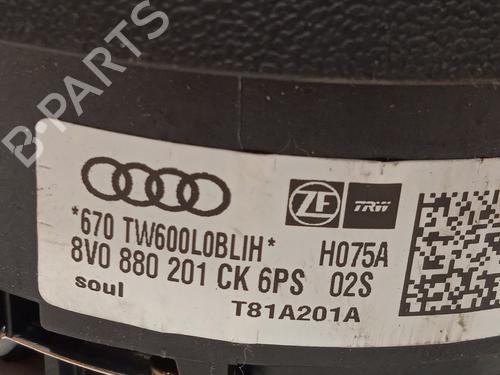 B-PARTS
ZF TRW
*670 TW600L0BLIH* H075A
8V0 880 201 CK 6PS 02S
soul T81A201A